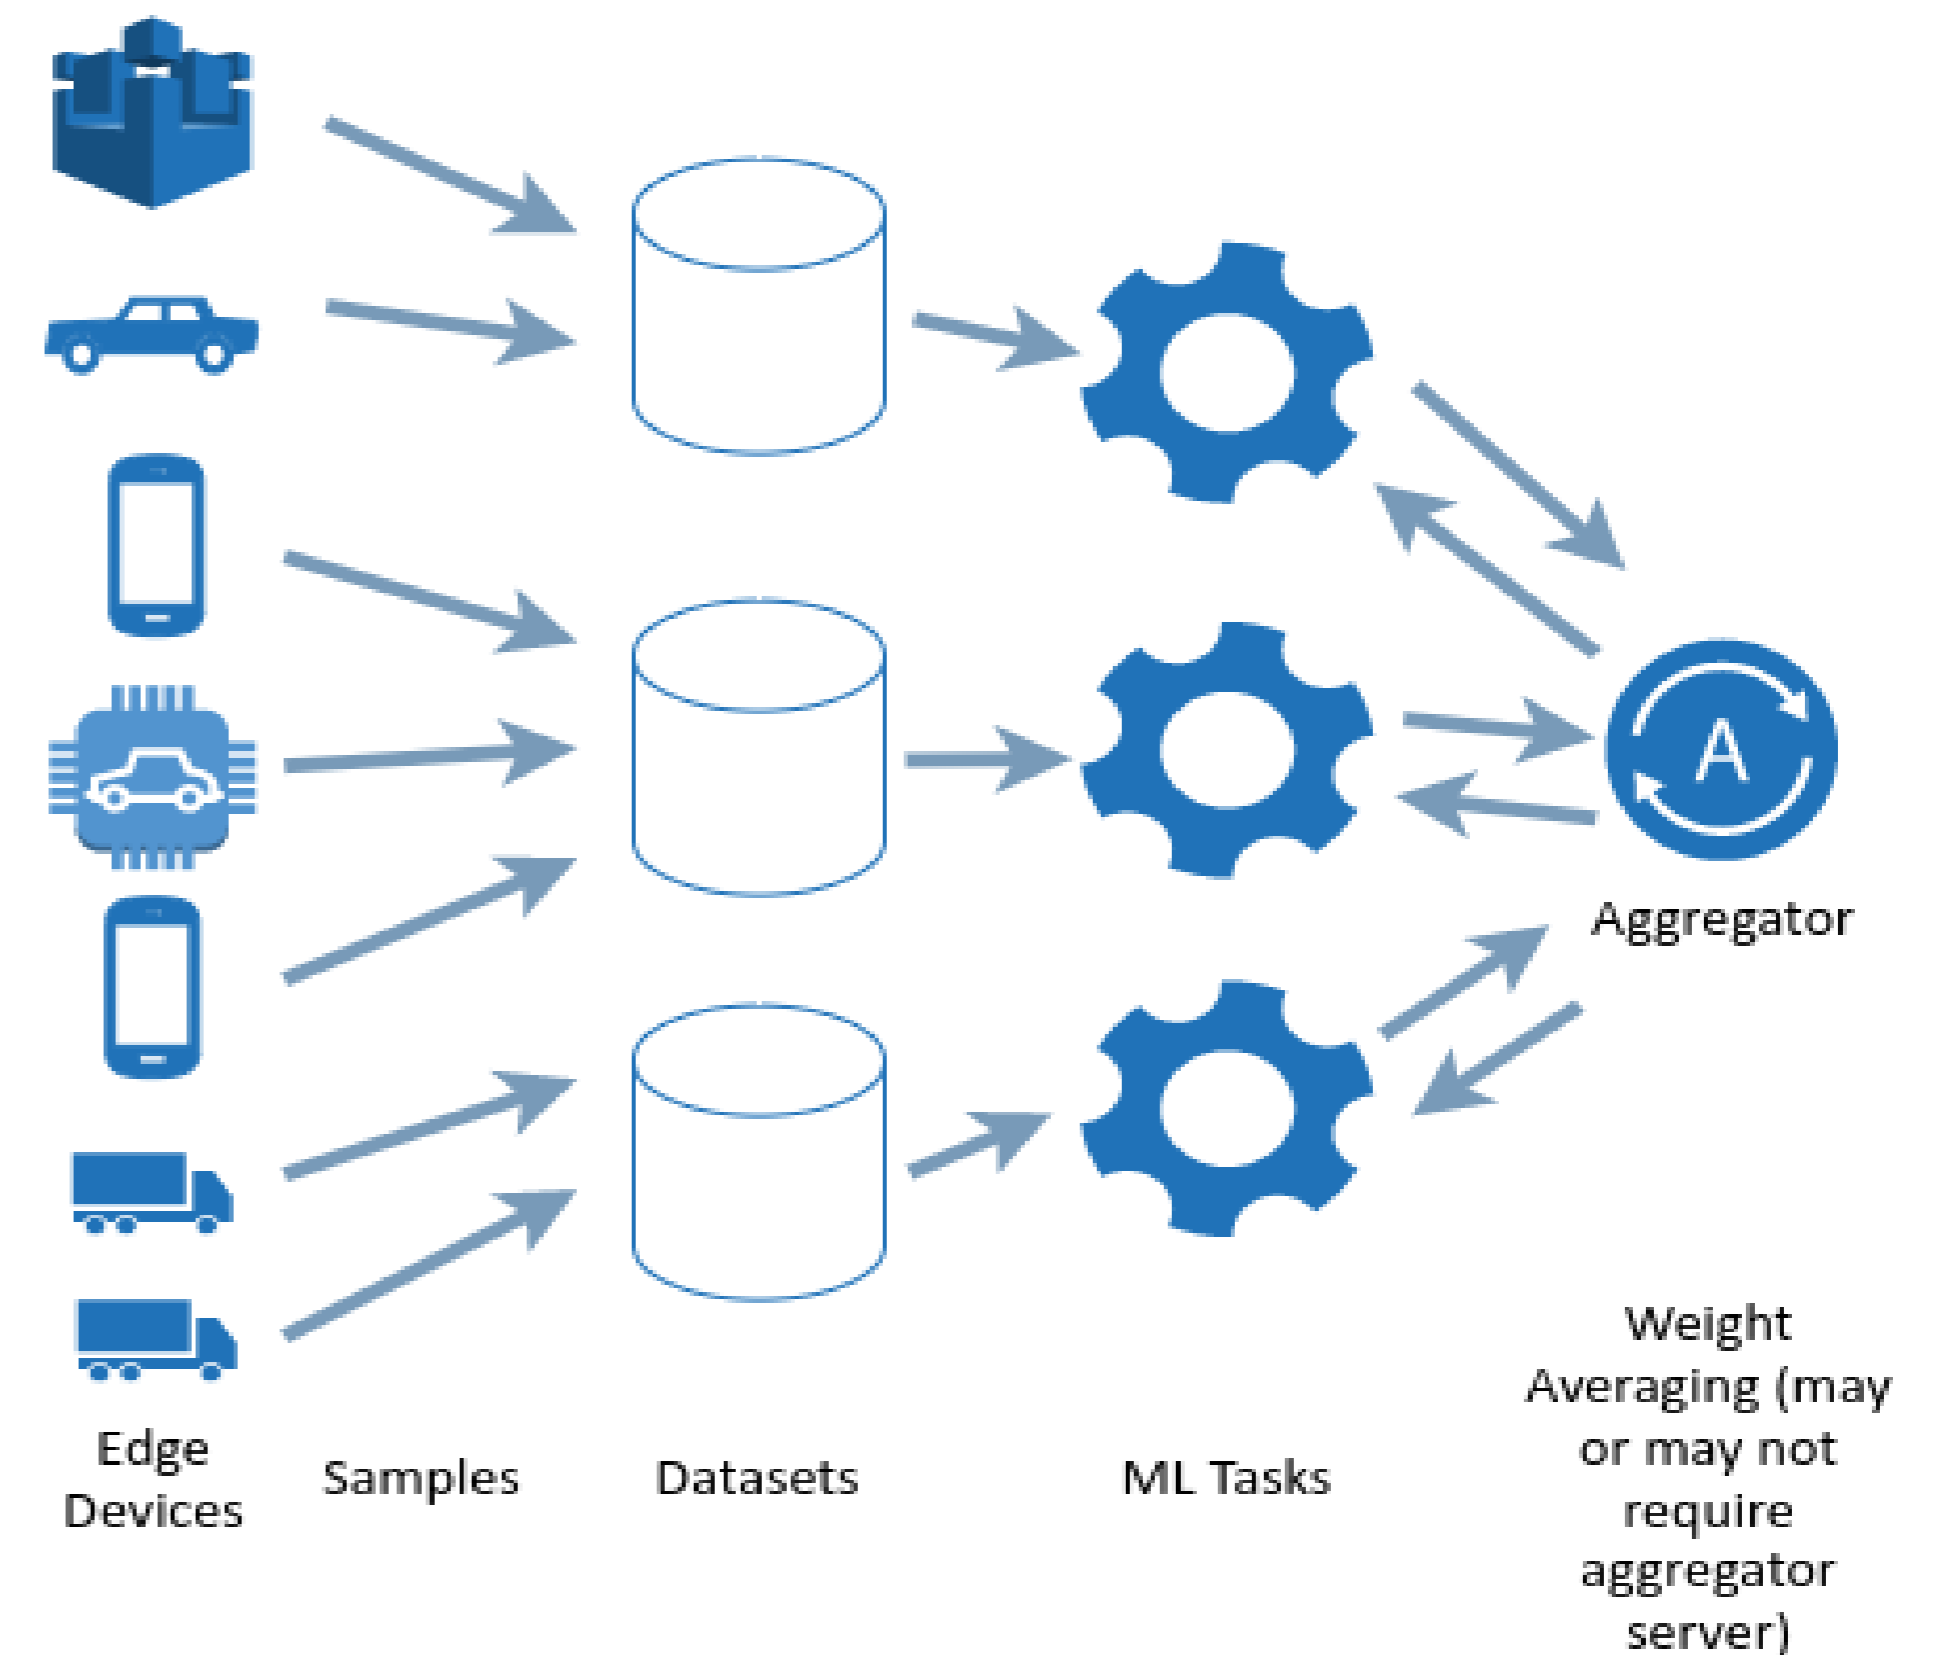 A
Aggregator
Edge
Devices
Samples
Datasets
ML Tasks
Weight
Averaging (may
or may not
require
aggregator
server)